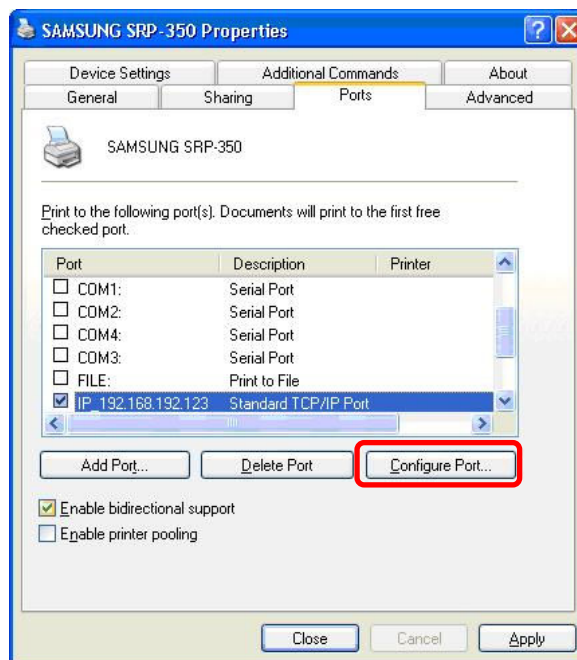 SAMSUNG SRP-350 Properties
Device Settings Additional Commands About
General Sharing Ports Advanced
SAMSUNG SRP-350
Print to the following port(s). Documents will print to the first free
checked port.
Port Description Printer
COM1: Serial Port
COM2: Serial Port
COM4: Serial Port
COM3: Serial Port
FILE: Print to File
IP_192.168.192.123 Standard TCP/IP Port
Add Port... Delete Port Configure Port...
Enable bidirectional support
Enable printer pooling
Close Cancel Apply